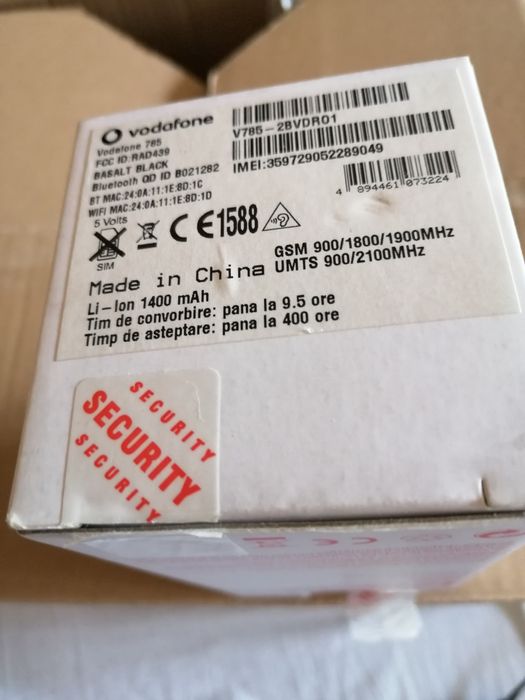 vodafone
Vodafone 785
FCC ID:RAD439
BASALT BLACK
Bluetooth QD ID B021282
BT MAC:24:0A:11:1E:8D:1C
WIFI MAC:24:0A:11:1E:8D:1D
5 Volts
V785-2BVDR01
IMEI:359729052289049
4 894461 073224
SIM
CE1588
GSM 900/1800/1900MHz
UMTS 900/2100MHz
Made in China
Li-Ion 1400 mAh
Tim de convorbire: pana la 9.5 ore
Timp de asteptare: pana la 400 ore
SECURITY
SECURITY
SECURITY